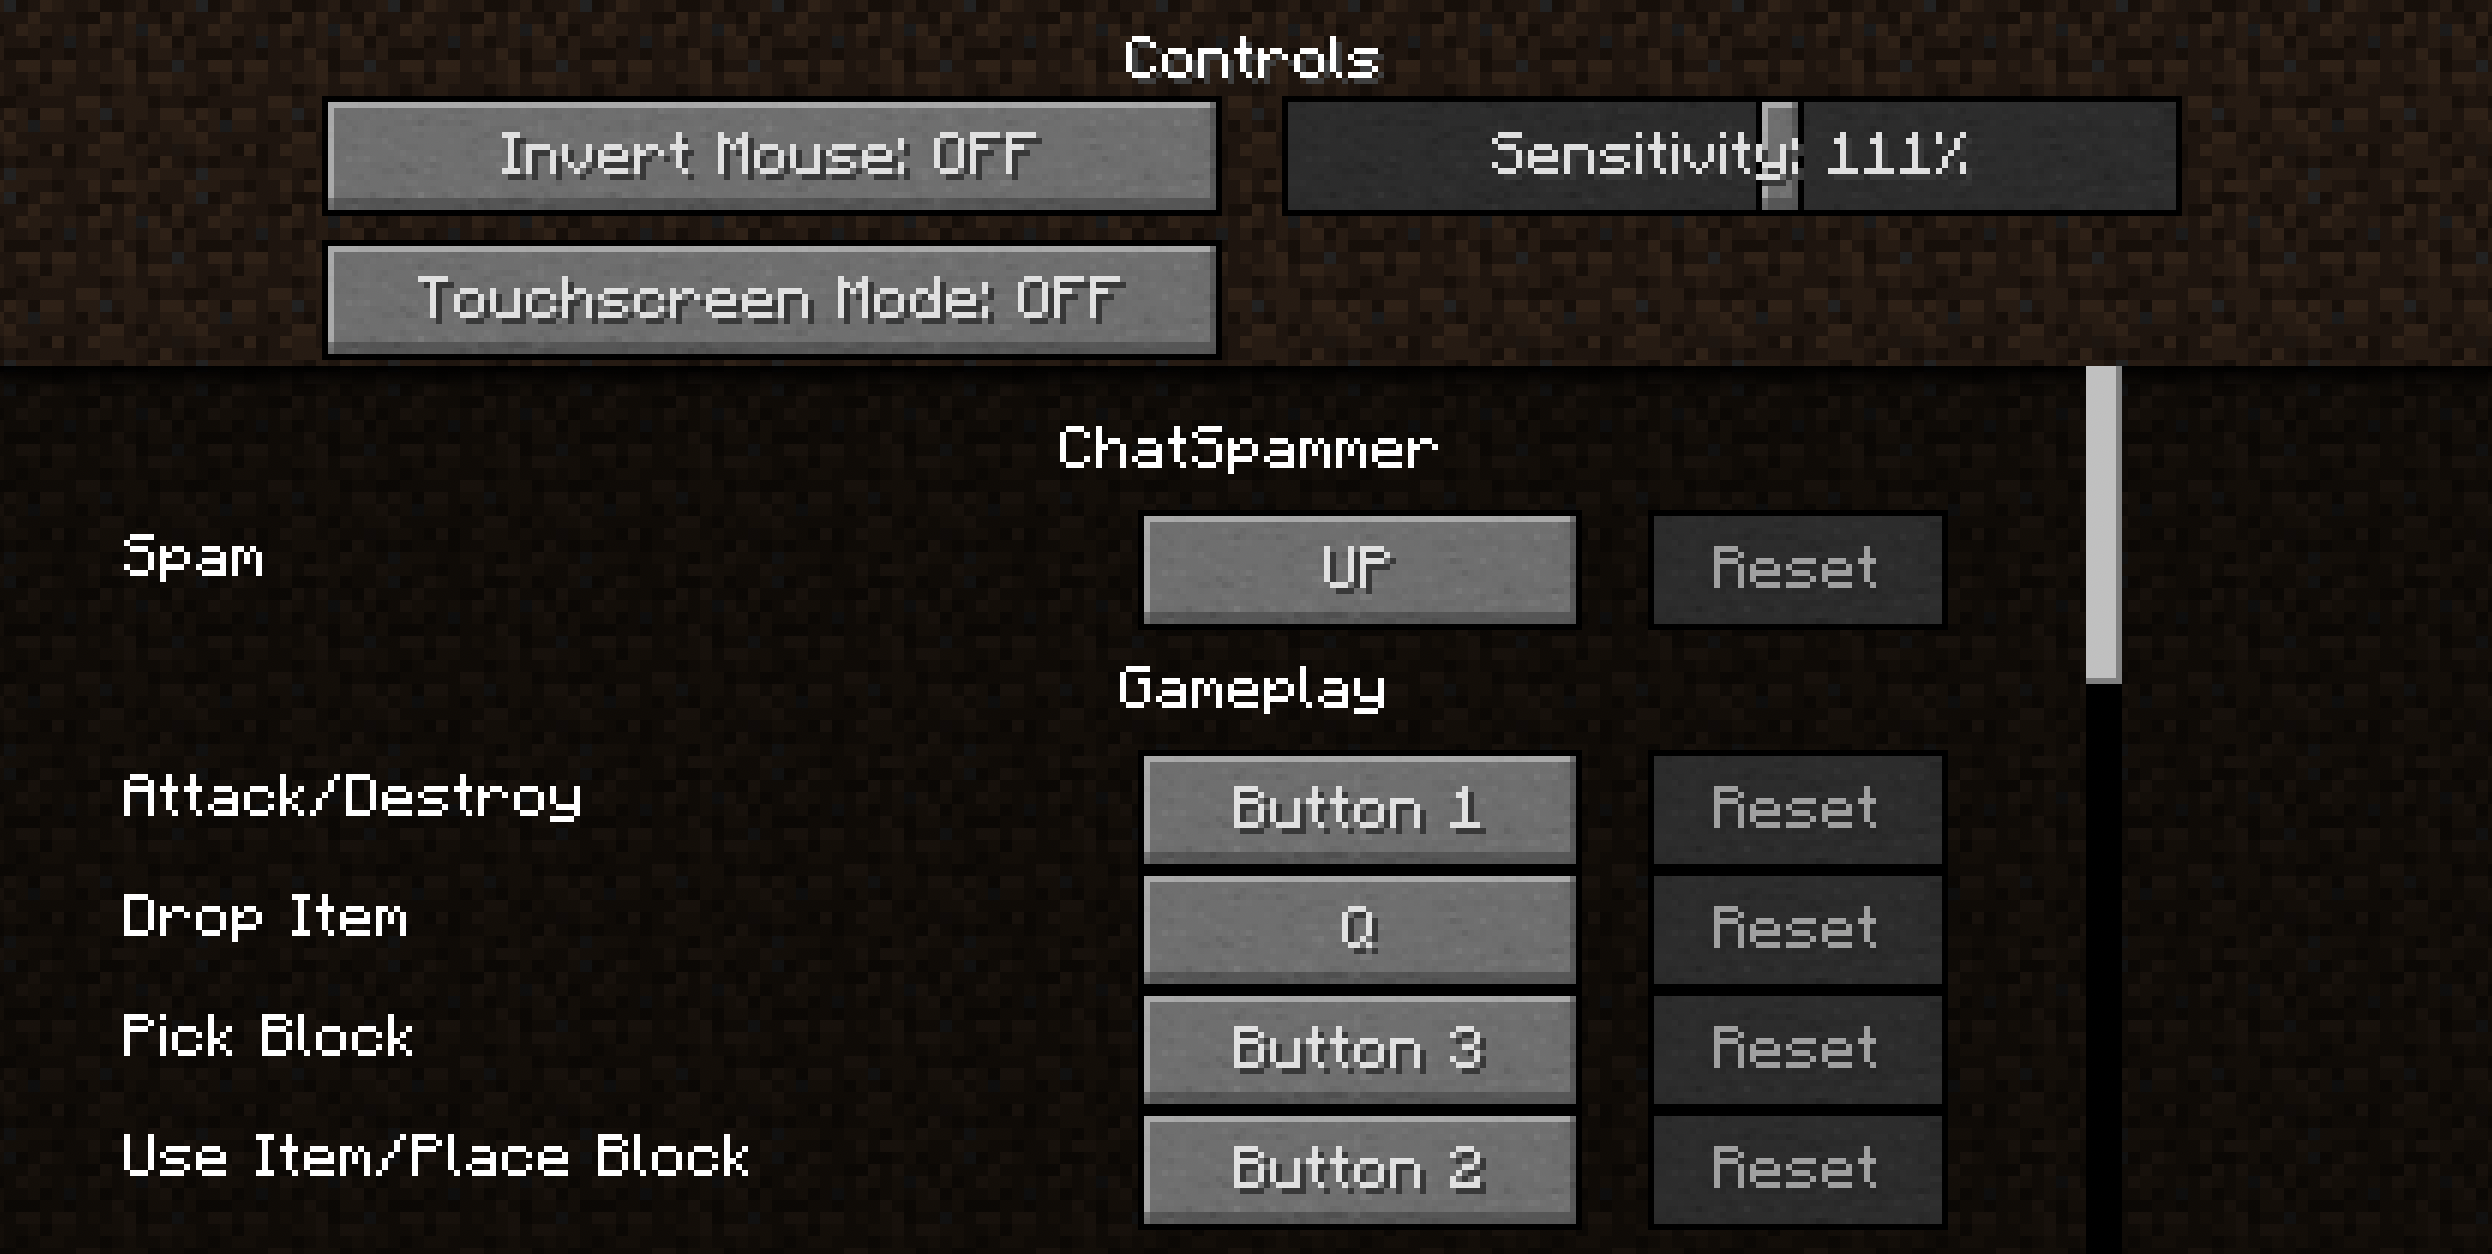 Controls
Invert Mouse: OFF
Sensitivity: 111%
Touchscreen Mode: OFF
ChatSpammer
Spam UP Reset
Gameplay
Attack/Destroy Button 1 Reset
Drop Item Q Reset
Pick Block Button 3 Reset
Use Item/Place Block Button 2 Reset